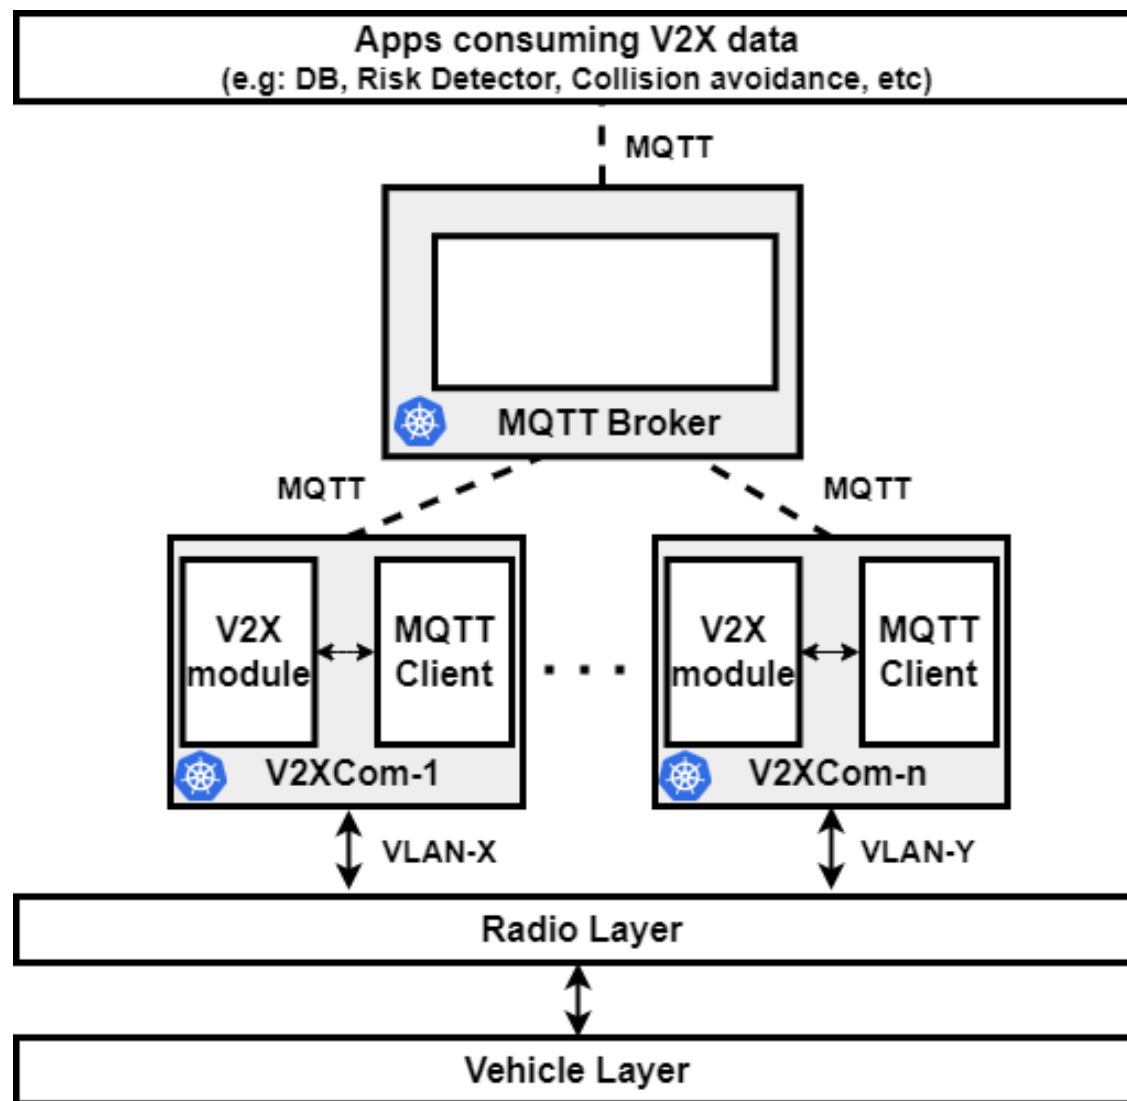 Apps consuming V2X data
(e.g: DB, Risk Detector, Collision avoidance, etc)
MQTT
MQTT Broker
MQTT
MQTT
V2X
module
MQTT
Client
. . .
V2X
module
MQTT
Client
V2XCom-1
V2XCom-n
VLAN-X
VLAN-Y
Radio Layer
Vehicle Layer